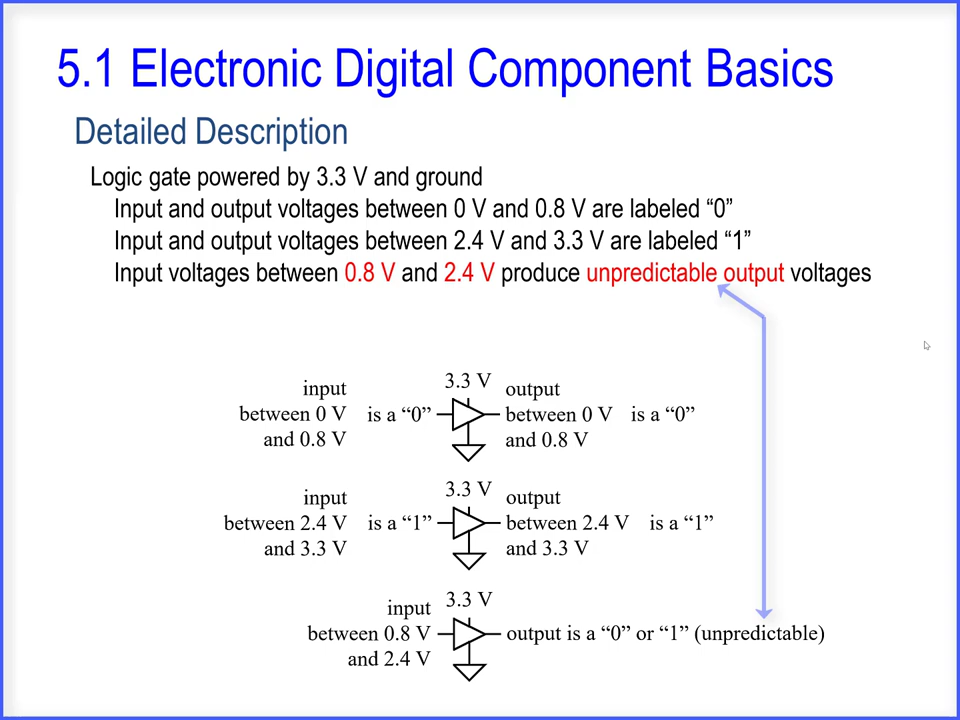 5.1 Electronic Digital Component Basics
Detailed Description
Logic gate powered by 3.3 V and ground
Input and output voltages between 0 V and 0.8 V are labeled “0”
Input and output voltages between 2.4 V and 3.3 V are labeled “1”
Input voltages between 0.8 V and 2.4 V produce unpredictable output voltages
3.3 V
input
between 0 V
and 0.8 V
is a “0”
output
between 0 V
and 0.8 V
is a “0”
3.3 V
input
between 2.4 V
and 3.3 V
is a “1”
output
between 2.4 V
and 3.3 V
is a “1”
3.3 V
input
between 0.8 V
and 2.4 V
output is a “0” or “1” (unpredictable)